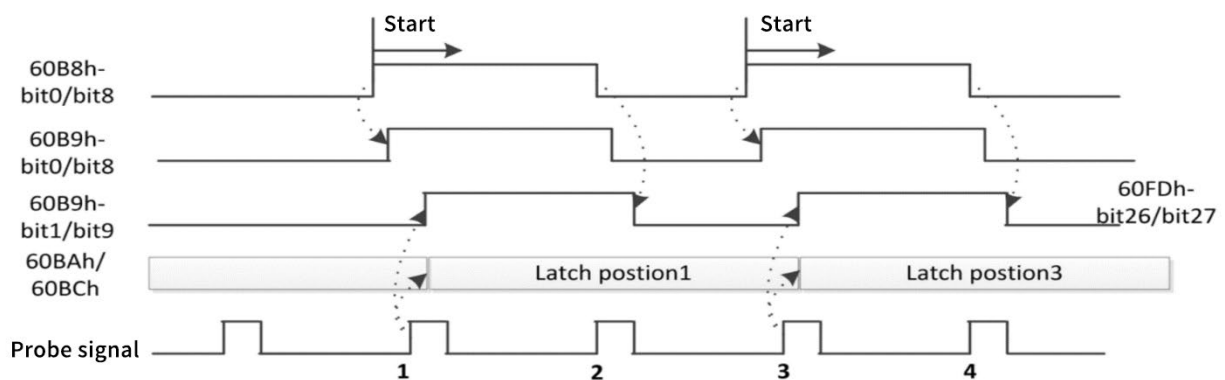 Start
Start
60B8h-
bit0/bit8
60B9h-
bit0/bit8
60B9h-
bit1/bit9
60FDh-
bit26/bit27
60BAh/
60BCh
Latch postion1
Latch postion3
Probe signal
1
2
3
4